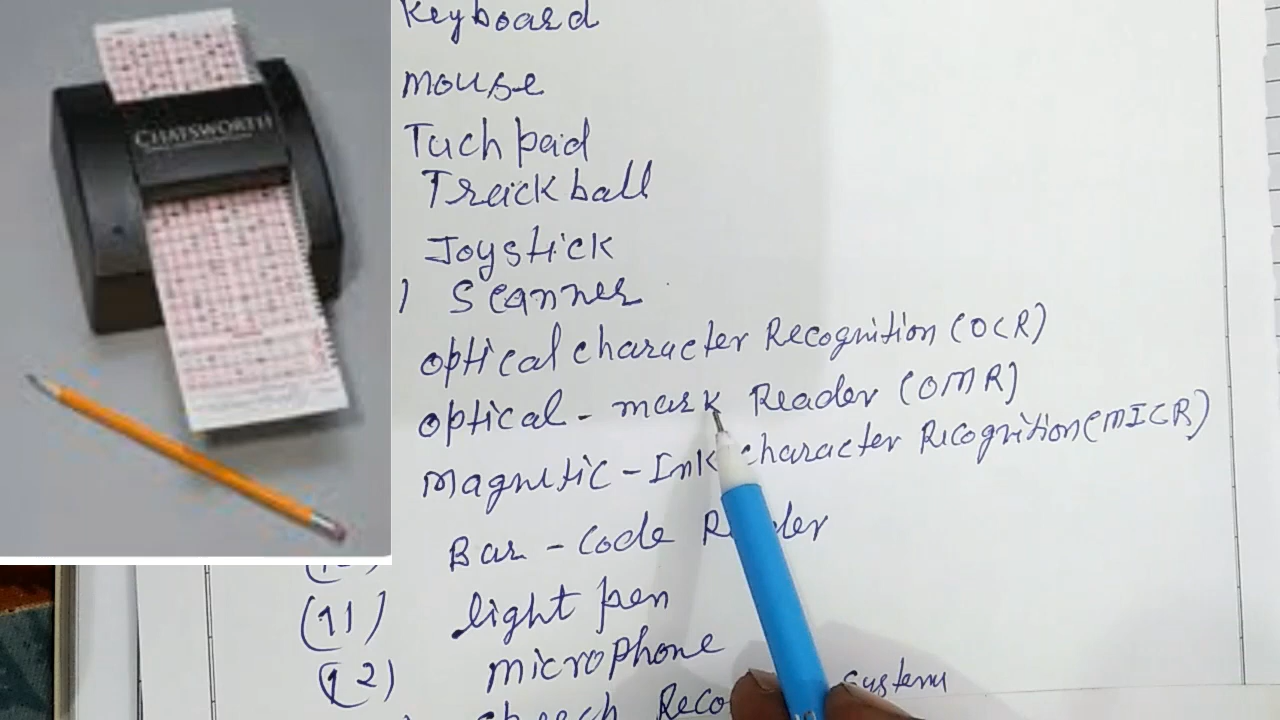 CHATSWORTH
Keyboard
mouse
Tuch pad
Track ball
Joystick
) Scanner
optical character Recognition (OCR)
optical - mark Reader (OMR)
Magnetic - Ink character Recognition (MICR)
Bar - Code
(11) light pen
(12) microphone
speech system